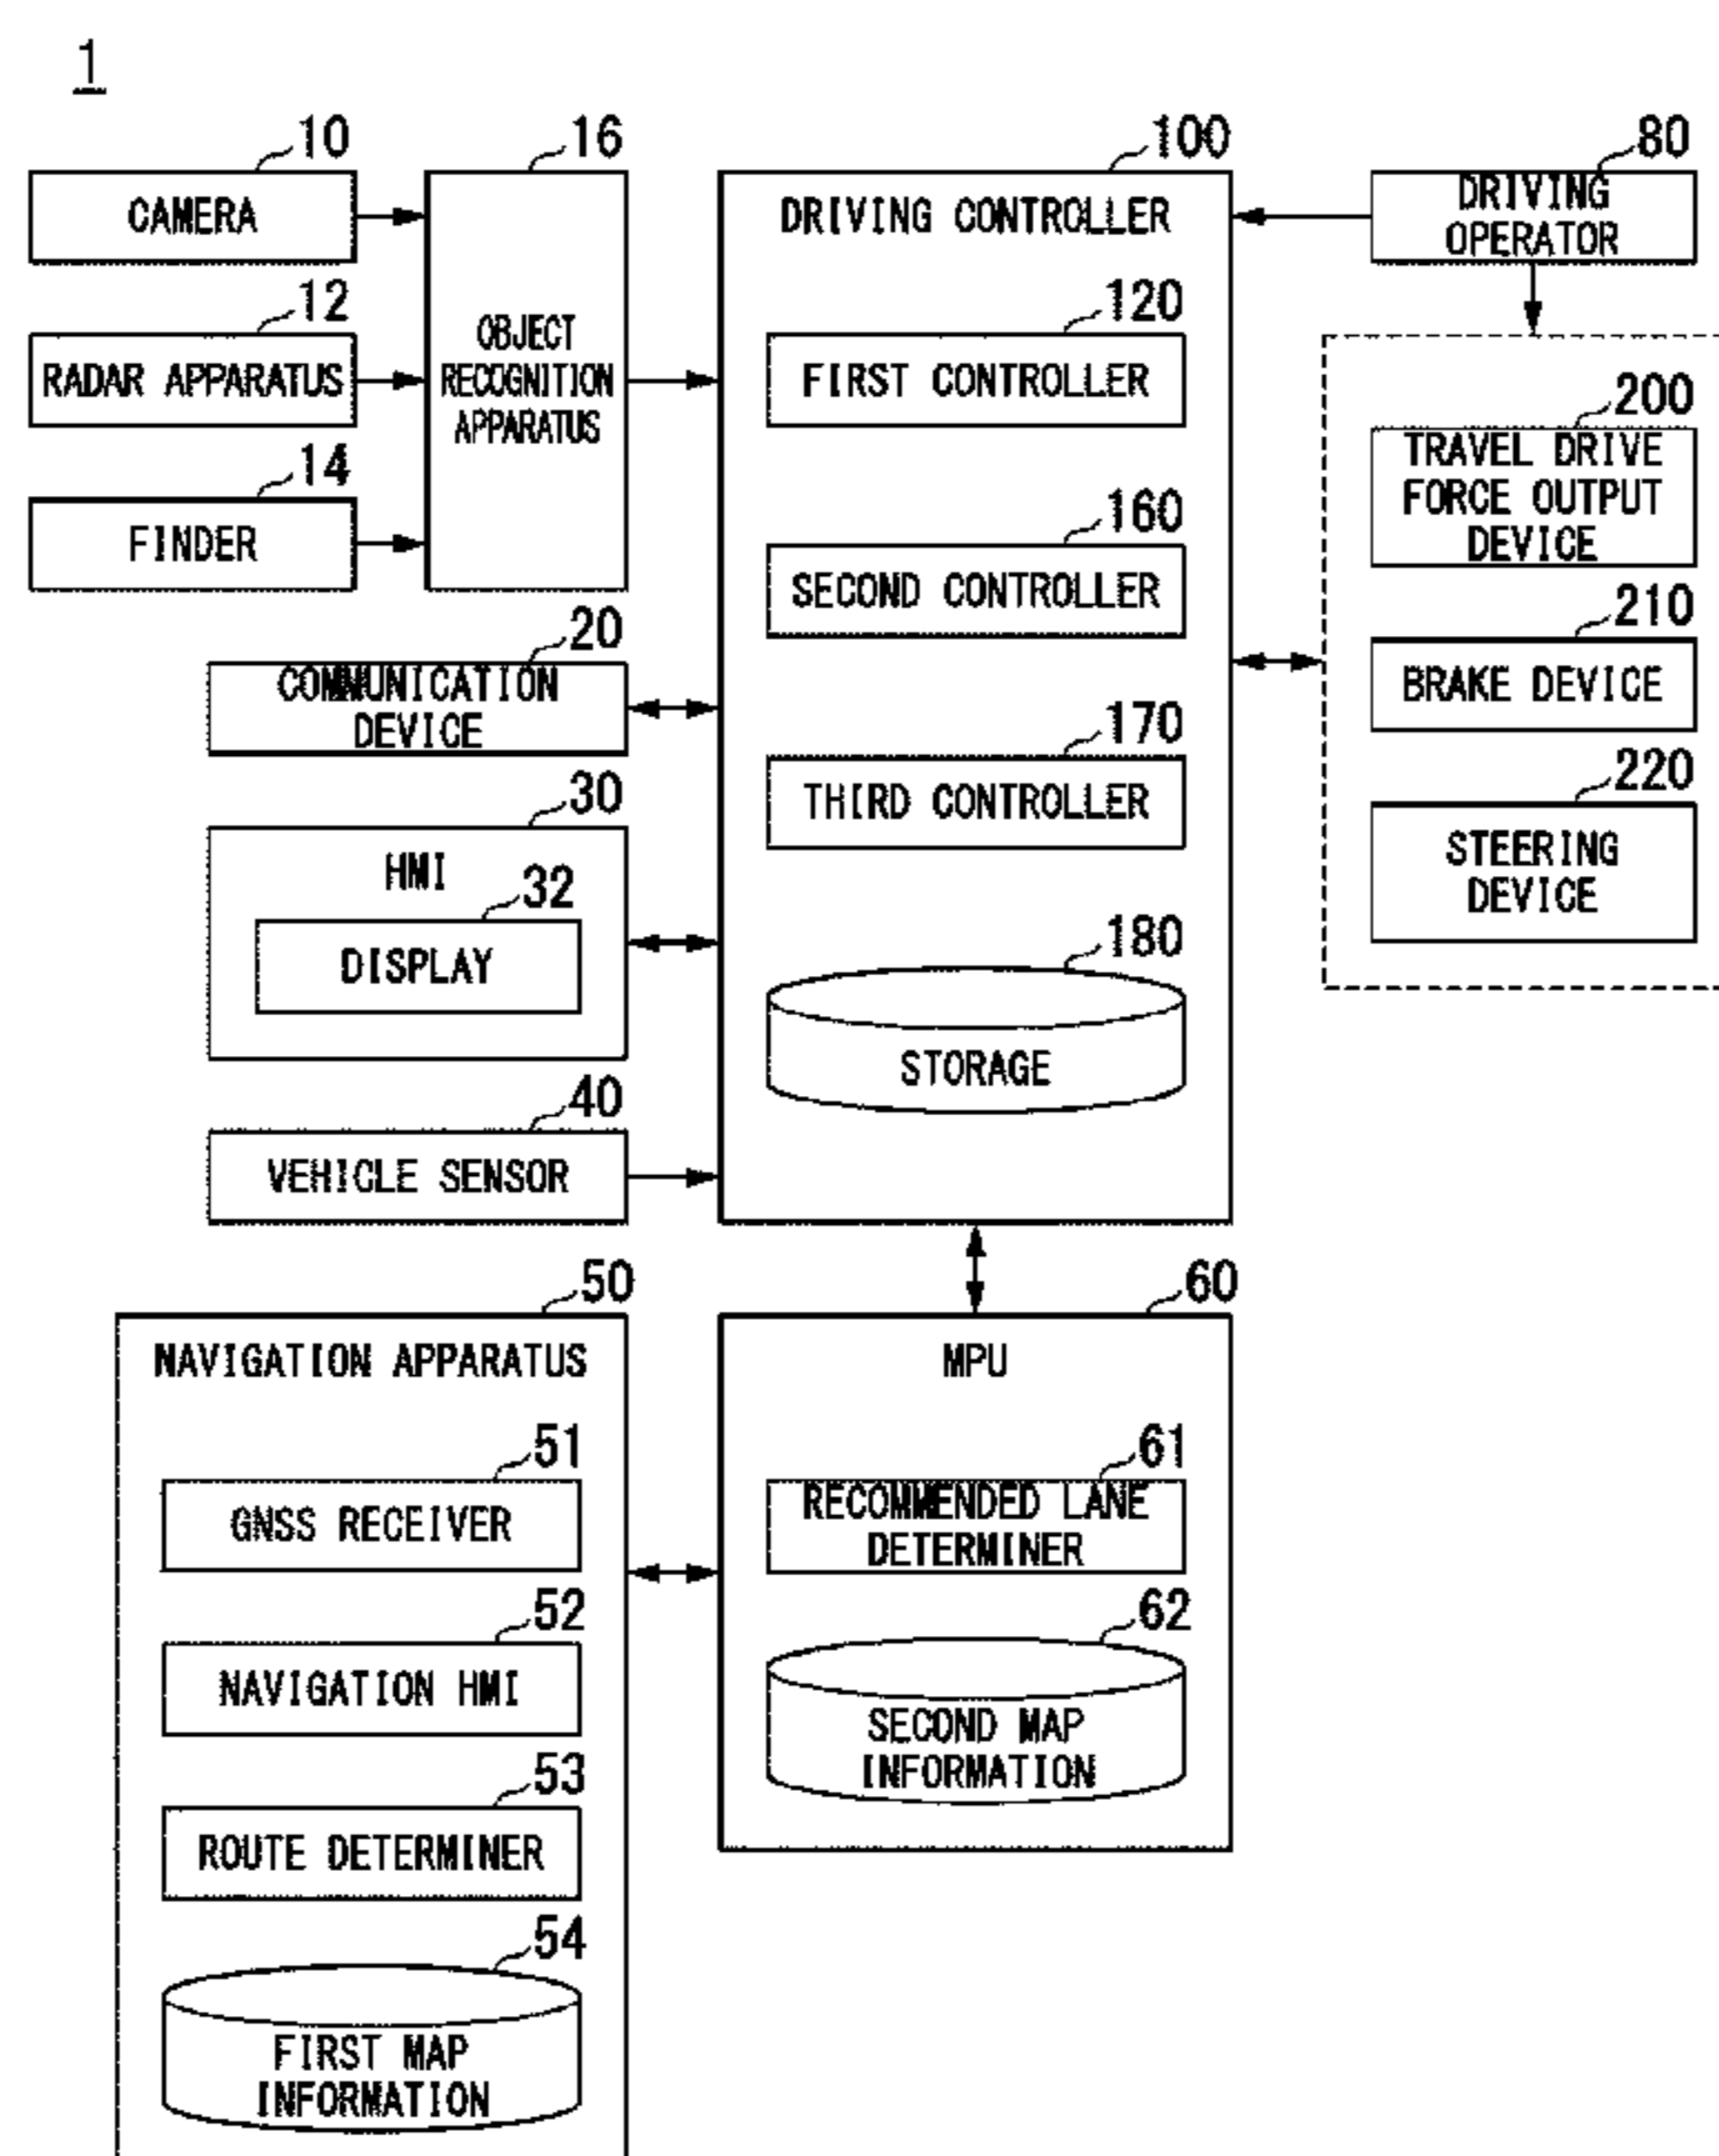 1
10
CAMERA
12
RADAR APPARATUS
14
FINDER
16
OBJECT
RECOGNITION
APPARATUS
20
COMMUNICATION
DEVICE
30
HMI
32
DISPLAY
40
VEHICLE SENSOR
100
DRIVING CONTROLLER
120
FIRST CONTROLLER
160
SECOND CONTROLLER
170
THIRD CONTROLLER
180
STORAGE
80
DRIVING
OPERATOR
200
TRAVEL DRIVE
FORCE OUTPUT
DEVICE
210
BRAKE DEVICE
220
STEERING
DEVICE
50
NAVIGATION APPARATUS
51
GNSS RECEIVER
52
NAVIGATION HMI
53
ROUTE DETERMINER
54
FIRST MAP
INFORMATION
60
MPU
61
RECOMMENDED LANE
DETERMINER
62
SECOND MAP
INFORMATION